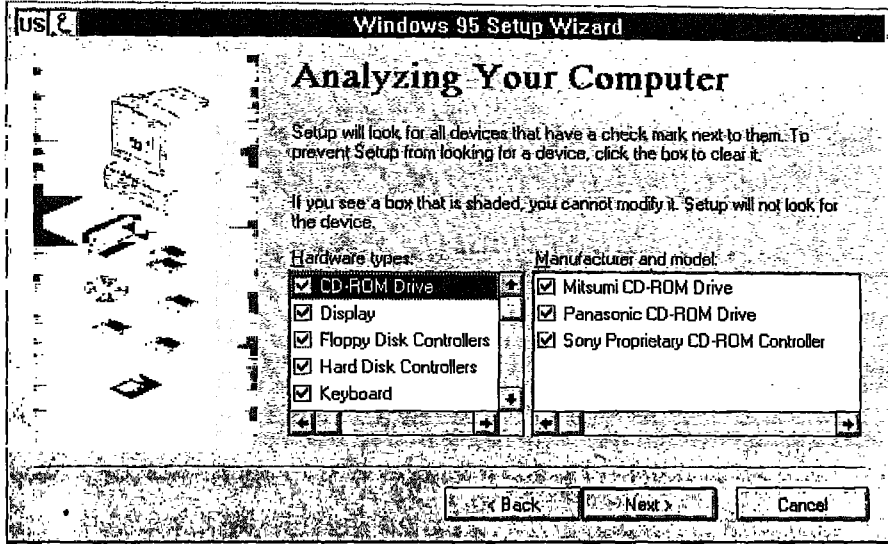 US
Windows 95 Setup Wizard
Analyzing Your Computer
Setup will look for all devices that have a check mark next to them. To
prevent Setup from looking for a device, click the box to clear it.
If you see a box that is shaded, you cannot modify it. Setup will not look for
the device.
Hardware types:
CD-ROM Drive
Display
Floppy Disk Controllers
Hard Disk Controllers
Keyboard
Manufacturer and model:
Mitsumi CD-ROM Drive
Panasonic CD-ROM Drive
Sony Proprietary CD-ROM Controller
< Back
Next >
Cancel